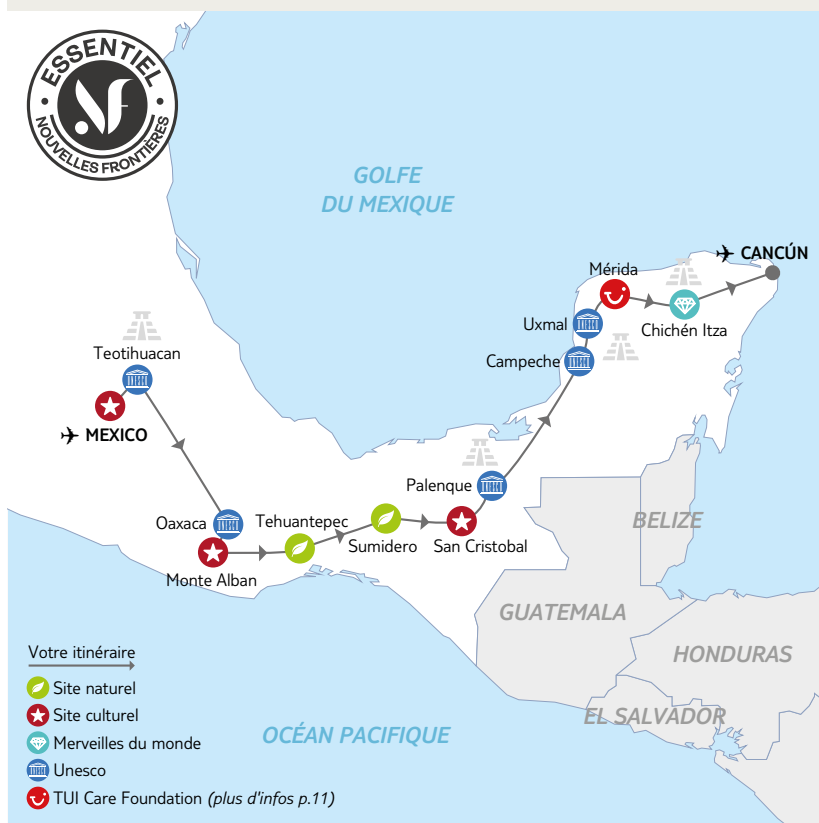 ESSENTIEL
NF
NOUVELLES FRONTIÈRES
GOLFE
DU MEXIQUE
CANCÚN
Mérida
Chichén Itza
Uxmal
Campeche
Teotihuacan
MEXICO
Palenque
Oaxaca
Tehuantepec
Sumidero
San Cristobal
Monte Alban
BELIZE
GUATEMALA
HONDURAS
EL SALVADOR
OCÉAN PACIFIQUE
Votre itinéraire
Site naturel
Site culturel
Merveilles du monde
Unesco
TUI Care Foundation (plus d'infos p.11)